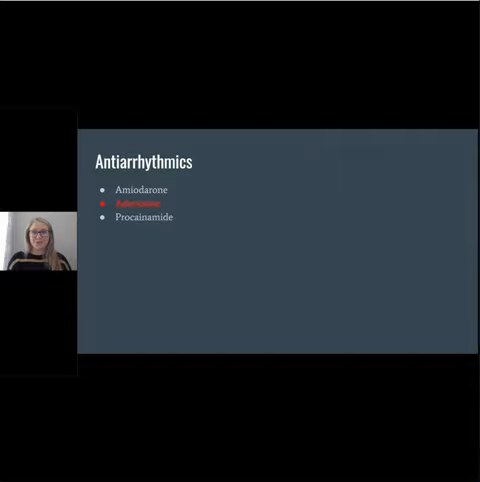 Antiarrhythmics
Amiodarone
Adenosine
Procainamide